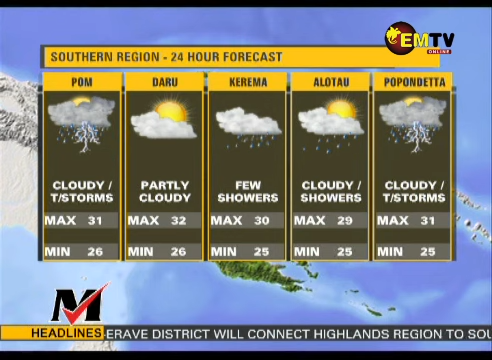 EMTV
ONLINE
SOUTHERN REGION - 24 HOUR FORECAST
POM
DARU
KEREMA
ALOTAU
POPONDETTA
CLOUDY /
T/STORMS
PARTLY
CLOUDY
FEW
SHOWERS
CLOUDY /
SHOWERS
CLOUDY /
T/STORMS
MAX 31
MAX 32
MAX 30
MAX 29
MAX 31
MIN 26
MIN 26
MIN 25
MIN 25
MIN 25
M
HEADLINES ERAVE DISTRICT WILL CONNECT HIGHLANDS REGION TO SOU